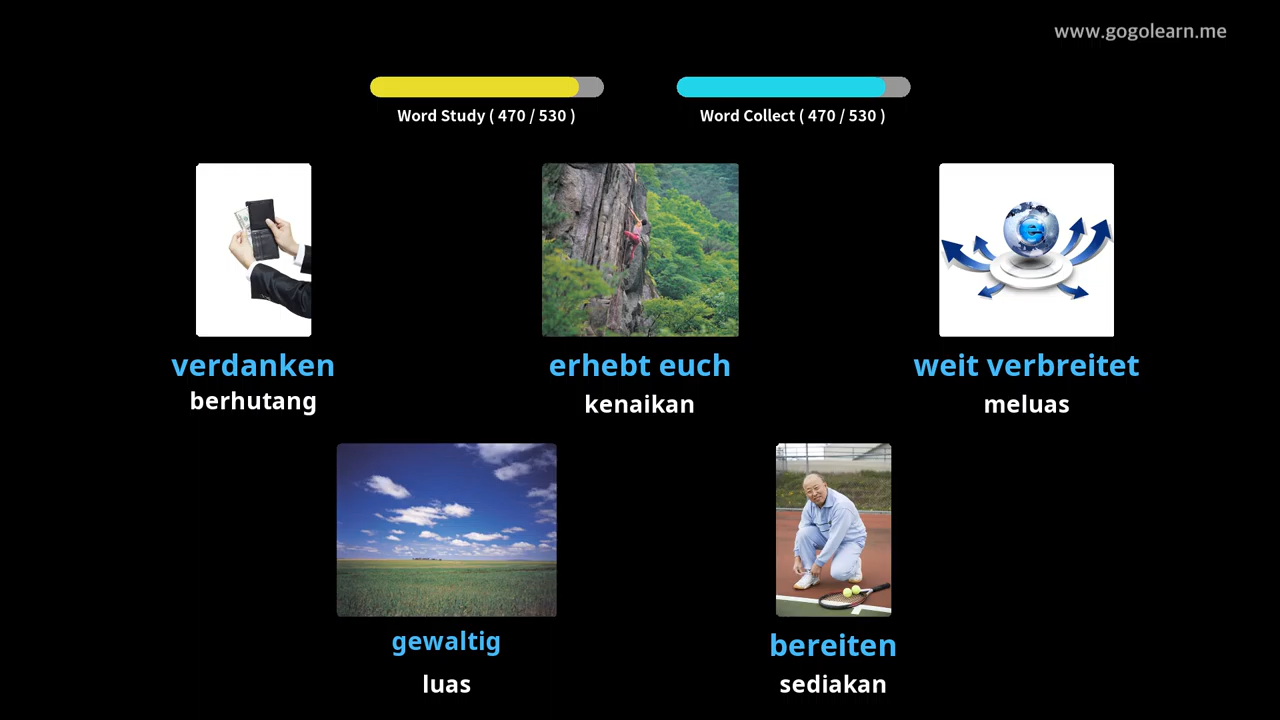 www.gogolearn.me
Word Study ( 470 / 530 )
Word Collect ( 470 / 530 )
verdanken
berhutang
erhebt euch
kenaikan
weit verbreitet
meluas
gewaltig
luas
bereiten
sediakan